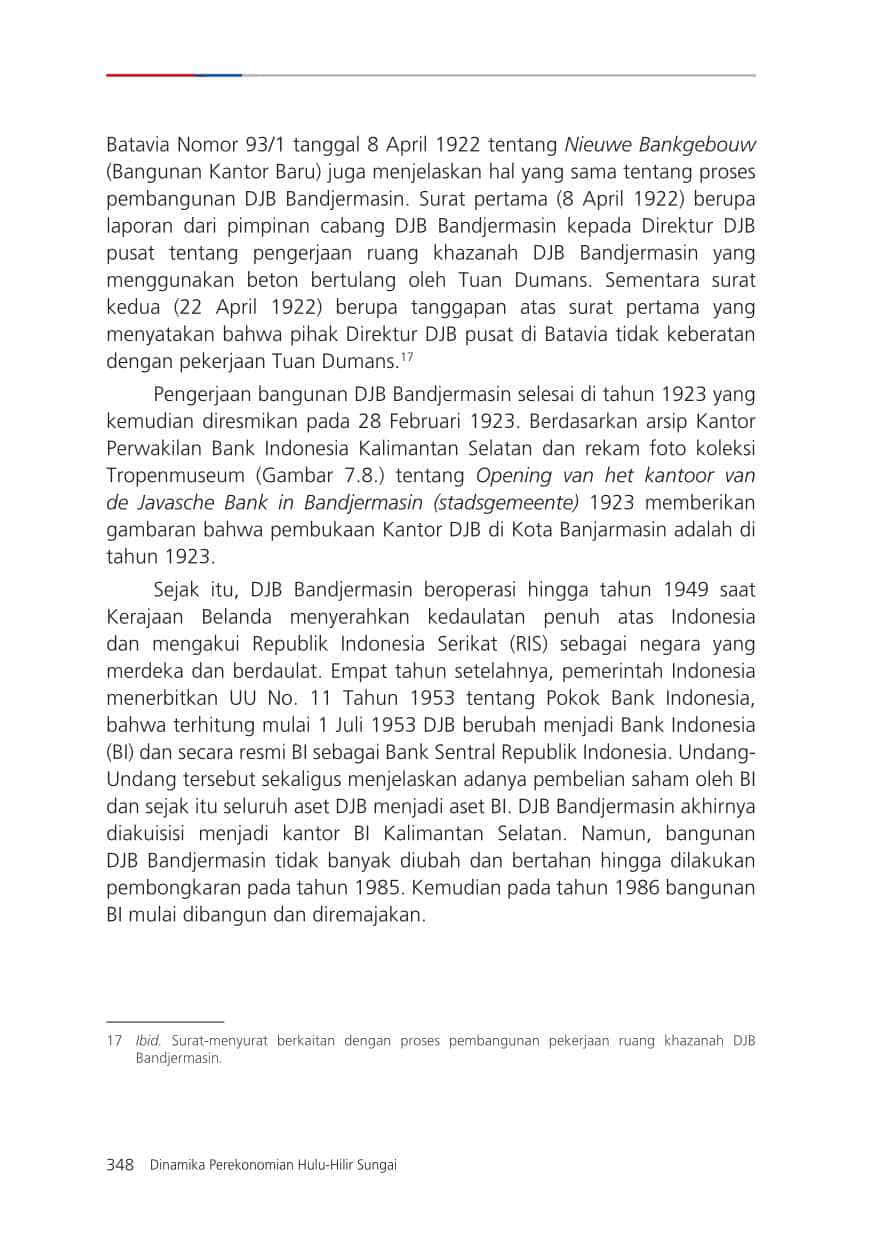 Batavia Nomor 93/1 tanggal 8 April 1922 tentang Nieuwe Bankgebouw
(Bangunan Kantor Baru) juga menjelaskan hal yang sama tentang proses
pembangunan DJB Bandjermasin. Surat pertama (8 April 1922) berupa
laporan dari pimpinan cabang DJB Bandjermasin kepada Direktur DJB
pusat tentang pengerjaan ruang khazanah DJB Bandjermasin yang
menggunakan beton bertulang oleh Tuan Dumans. Sementara surat
kedua (22 April 1922) berupa tanggapan atas surat pertama yang
menyatakan bahwa pihak Direktur DJB pusat di Batavia tidak keberatan
dengan pekerjaan Tuan Dumans.17
Pengerjaan bangunan DJB Bandjermasin selesai di tahun 1923 yang
kemudian diresmikan pada 28 Februari 1923. Berdasarkan arsip Kantor
Perwakilan Bank Indonesia Kalimantan Selatan dan rekam foto koleksi
Tropenmuseum (Gambar 7.8.) tentang Opening van het kantoor van
de Javasche Bank in Bandjermasin (stadsgemeente) 1923 memberikan
gambaran bahwa pembukaan Kantor DJB di Kota Banjarmasin adalah di
tahun 1923.
Sejak itu, DJB Bandjermasin beroperasi hingga tahun 1949 saat
Kerajaan Belanda menyerahkan kedaulatan penuh atas Indonesia
dan mengakui Republik Indonesia Serikat (RIS) sebagai negara yang
merdeka dan berdaulat. Empat tahun setelahnya, pemerintah Indonesia
menerbitkan UU No. 11 Tahun 1953 tentang Pokok Bank Indonesia,
bahwa terhitung mulai 1 Juli 1953 DJB berubah menjadi Bank Indonesia
(BI) dan secara resmi BI sebagai Bank Sentral Republik Indonesia. Undang-
Undang tersebut sekaligus menjelaskan adanya pembelian saham oleh BI
dan sejak itu seluruh aset DJB menjadi aset BI. DJB Bandjermasin akhirnya
diakuisisi menjadi kantor BI Kalimantan Selatan. Namun, bangunan
DJB Bandjermasin tidak banyak diubah dan bertahan hingga dilakukan
pembongkaran pada tahun 1985. Kemudian pada tahun 1986 bangunan
BI mulai dibangun dan diremajakan.
17 Ibid. Surat-menyurat berkaitan dengan proses pembangunan pekerjaan ruang khazanah DJB
Bandjermasin.
348 Dinamika Perekonomian Hulu-Hilir Sungai